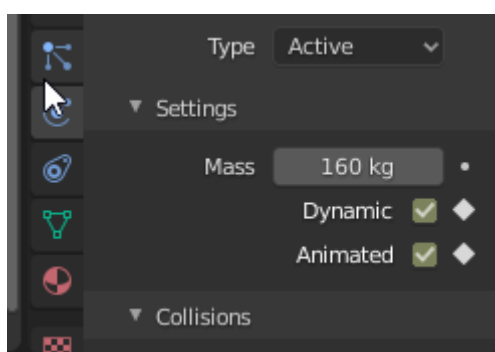 Type Active
Settings
Mass 160 kg
Dynamic
Animated
Collisions